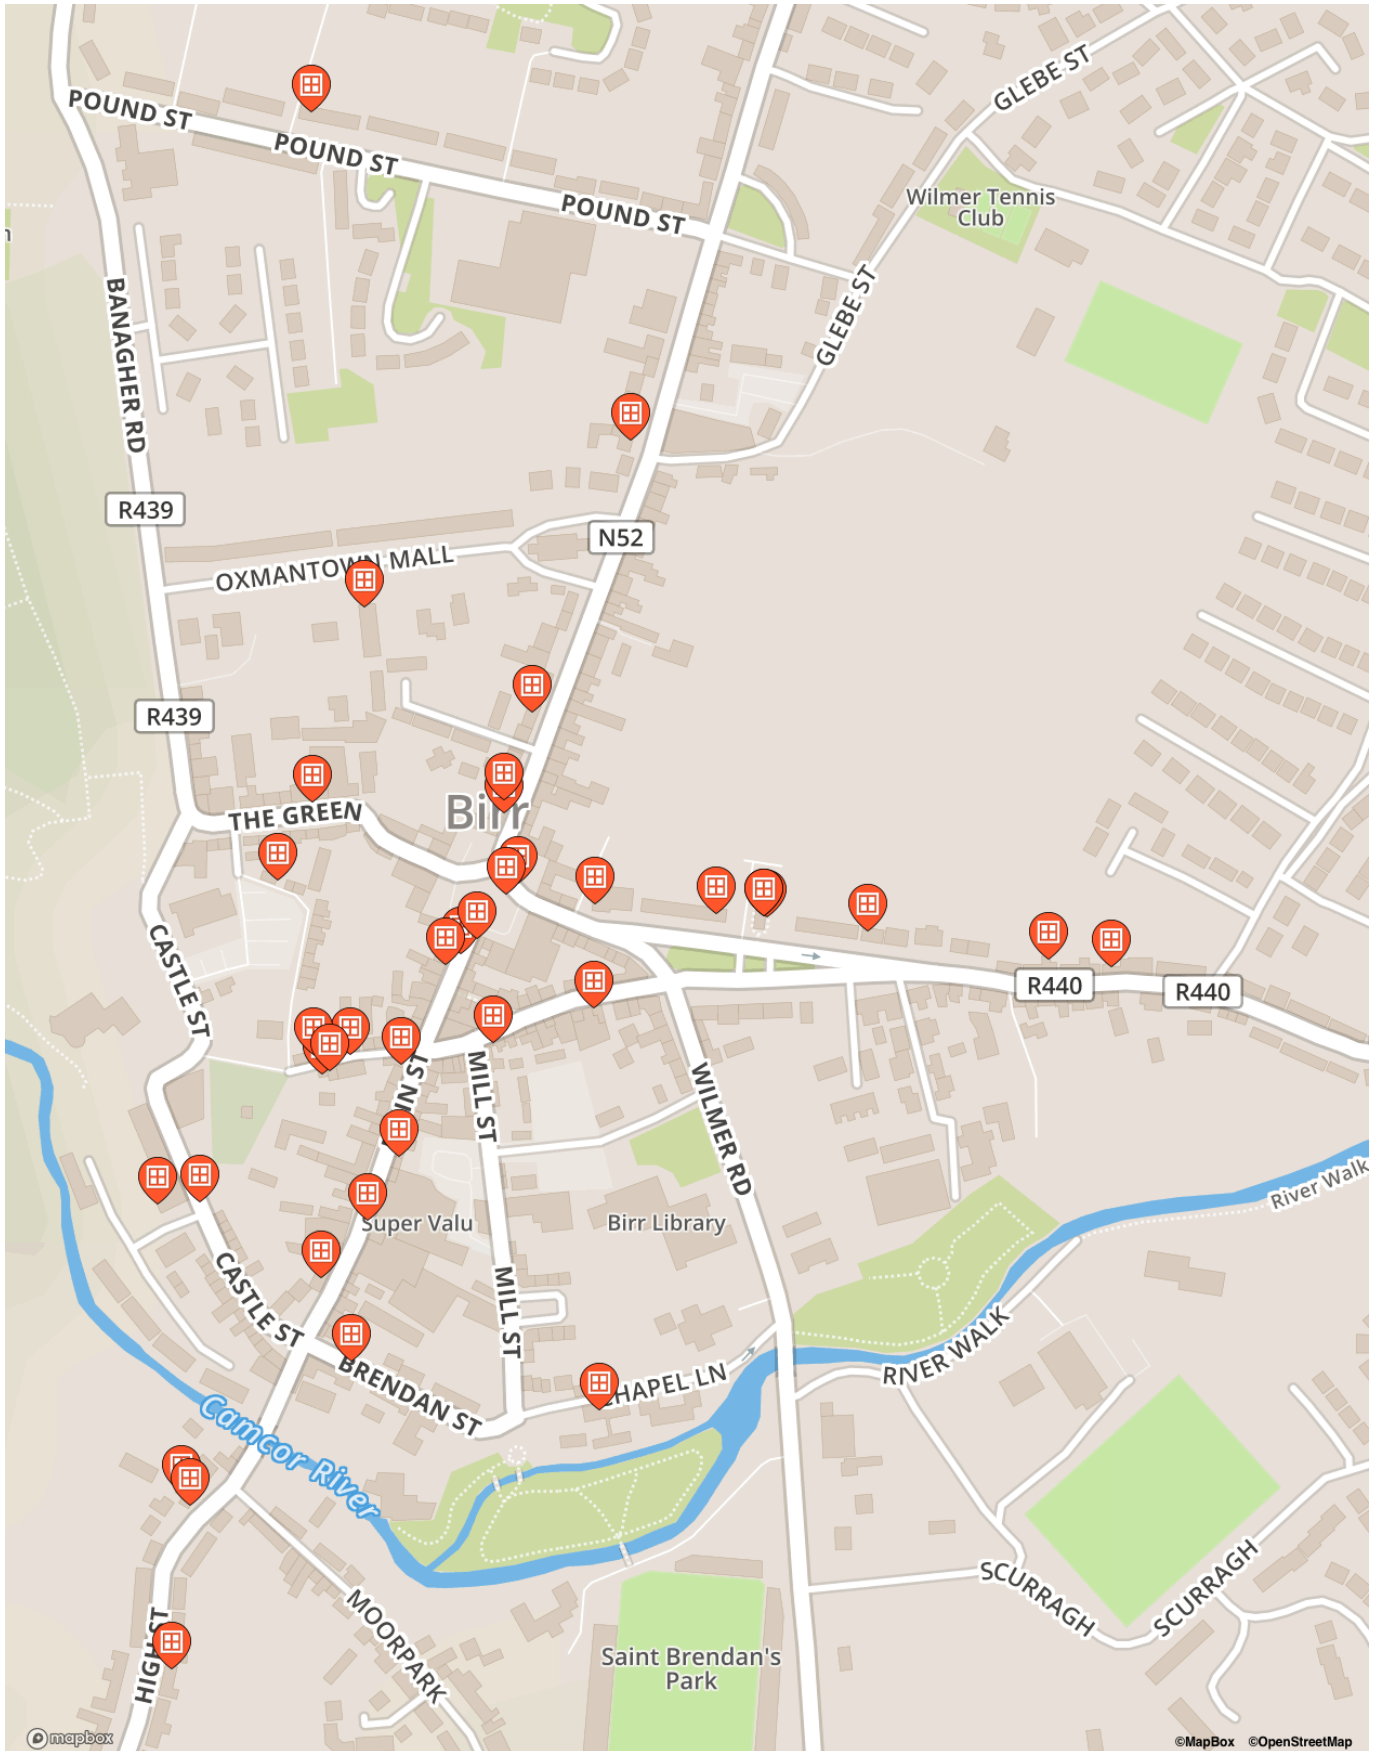 GLEBE ST
POUND ST
POUND ST
POUND ST
Wilmer Tennis
Club
GLEBE ST
BANAGHER RD
R439
N52
OXMANTOWN MALL
R439
Birr
THE GREEN
CASTLE ST
R440
R440
MILL ST
WILMER RD
River Walk
Super Valu
Birr Library
CASTLE ST
MILL ST
RIVER WALK
BRENDAN ST
CHAPEL LN
Camcor River
SCURRAGH
SCURRAGH
MOORPARK
HIGH ST
Saint Brendan's
Park
mapbox
©MapBox ©OpenStreetMap